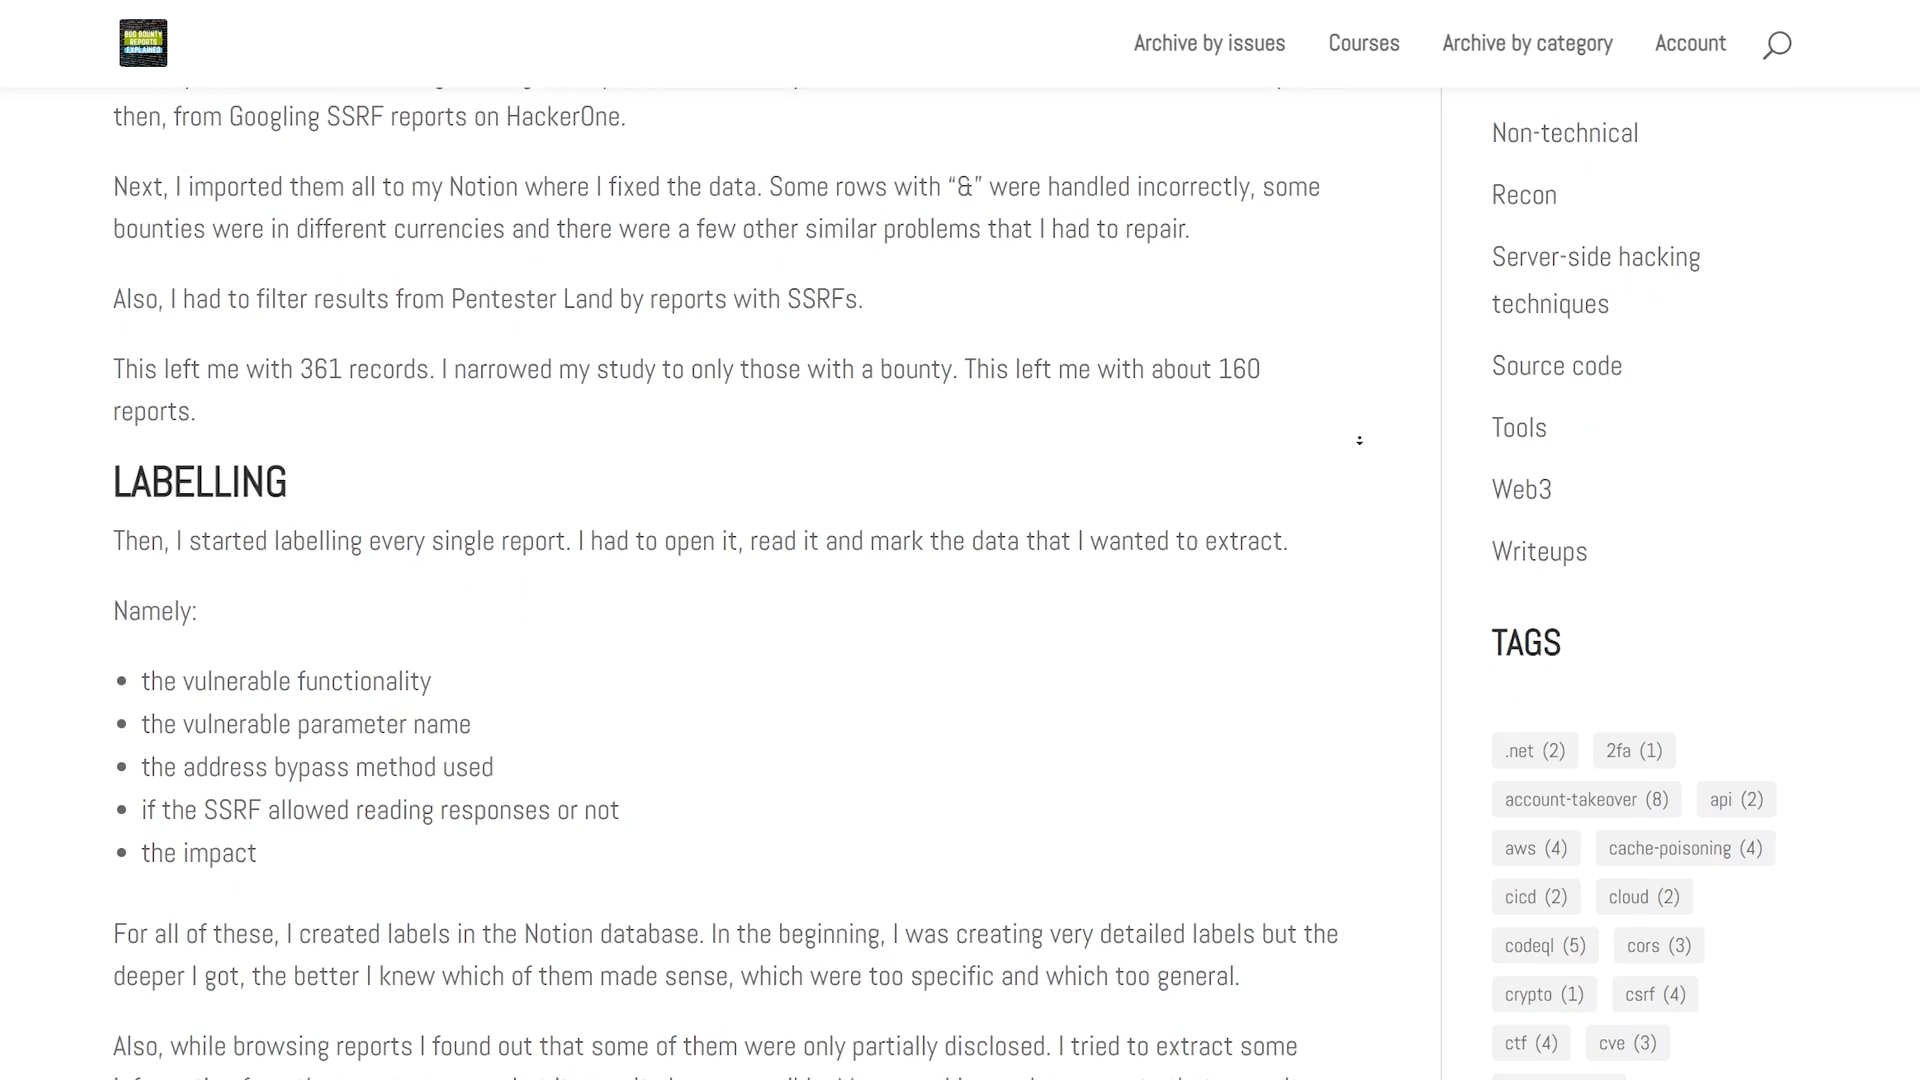 BUG BOUNTY
REPORTS
EXPLAINED
Archive by issues
Courses
Archive by category
Account
then, from Googling SSRF reports on HackerOne.
Next, I imported them all to my Notion where I fixed the data. Some rows with “&” were handled incorrectly, some
bounties were in different currencies and there were a few other similar problems that I had to repair.
Also, I had to filter results from Pentester Land by reports with SSRFs.
This left me with 361 records. I narrowed my study to only those with a bounty. This left me with about 160
reports.
LABELLING
Then, I started labelling every single report. I had to open it, read it and mark the data that I wanted to extract.
Namely:
• the vulnerable functionality
• the vulnerable parameter name
• the address bypass method used
• if the SSRF allowed reading responses or not
• the impact
For all of these, I created labels in the Notion database. In the beginning, I was creating very detailed labels but the
deeper I got, the better I knew which of them made sense, which were too specific and which too general.
Also, while browsing reports I found out that some of them were only partially disclosed. I tried to extract some
Non-technical
Recon
Server-side hacking
techniques
Source code
Tools
Web3
Writeups
TAGS
.net (2)
2fa (1)
account-takeover (8)
api (2)
aws (4)
cache-poisoning (4)
cicd (2)
cloud (2)
codeql (5)
cors (3)
crypto (1)
csrf (4)
ctf (4)
cve (3)